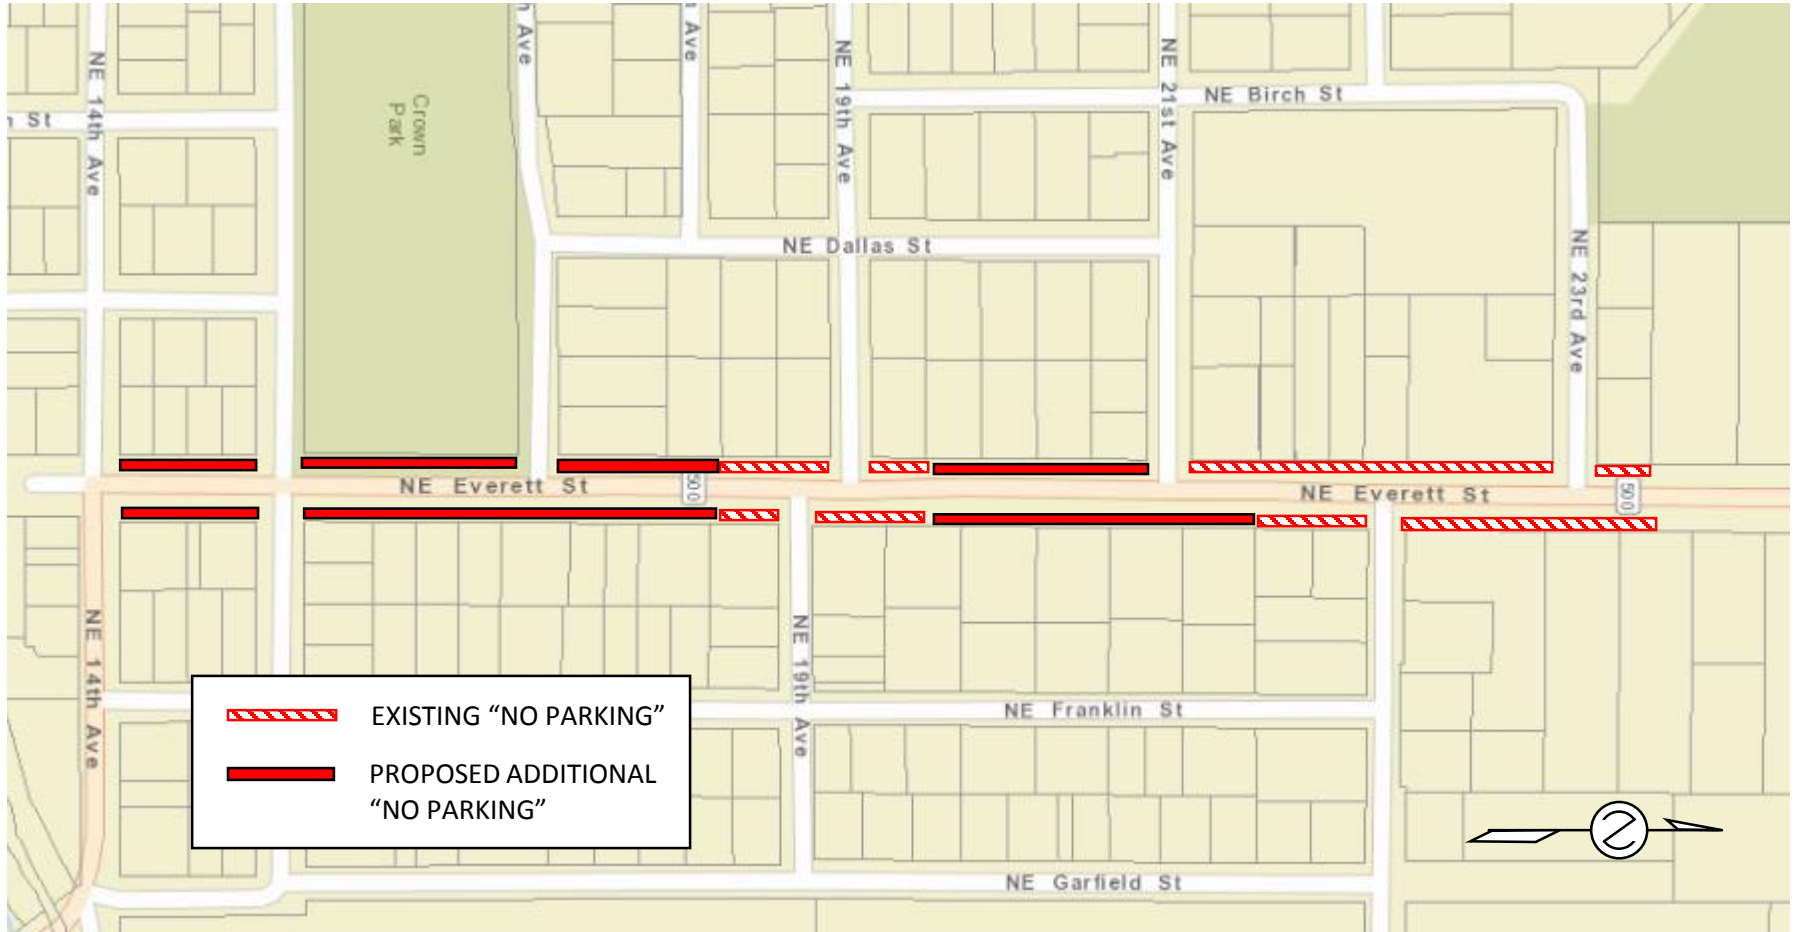 n Ave
n Ave
NE 14th Ave
NE 19th Ave
NE 21st Ave
Crown
Park
NE Birch St
n St
NE Dallas St
NE 23rd Ave
NE Everett St
500
NE Everett St
500
NE 14th Ave
NE 19th Ave
EXISTING “NO PARKING”
PROPOSED ADDITIONAL
“NO PARKING”
NE Franklin St
NE Garfield St